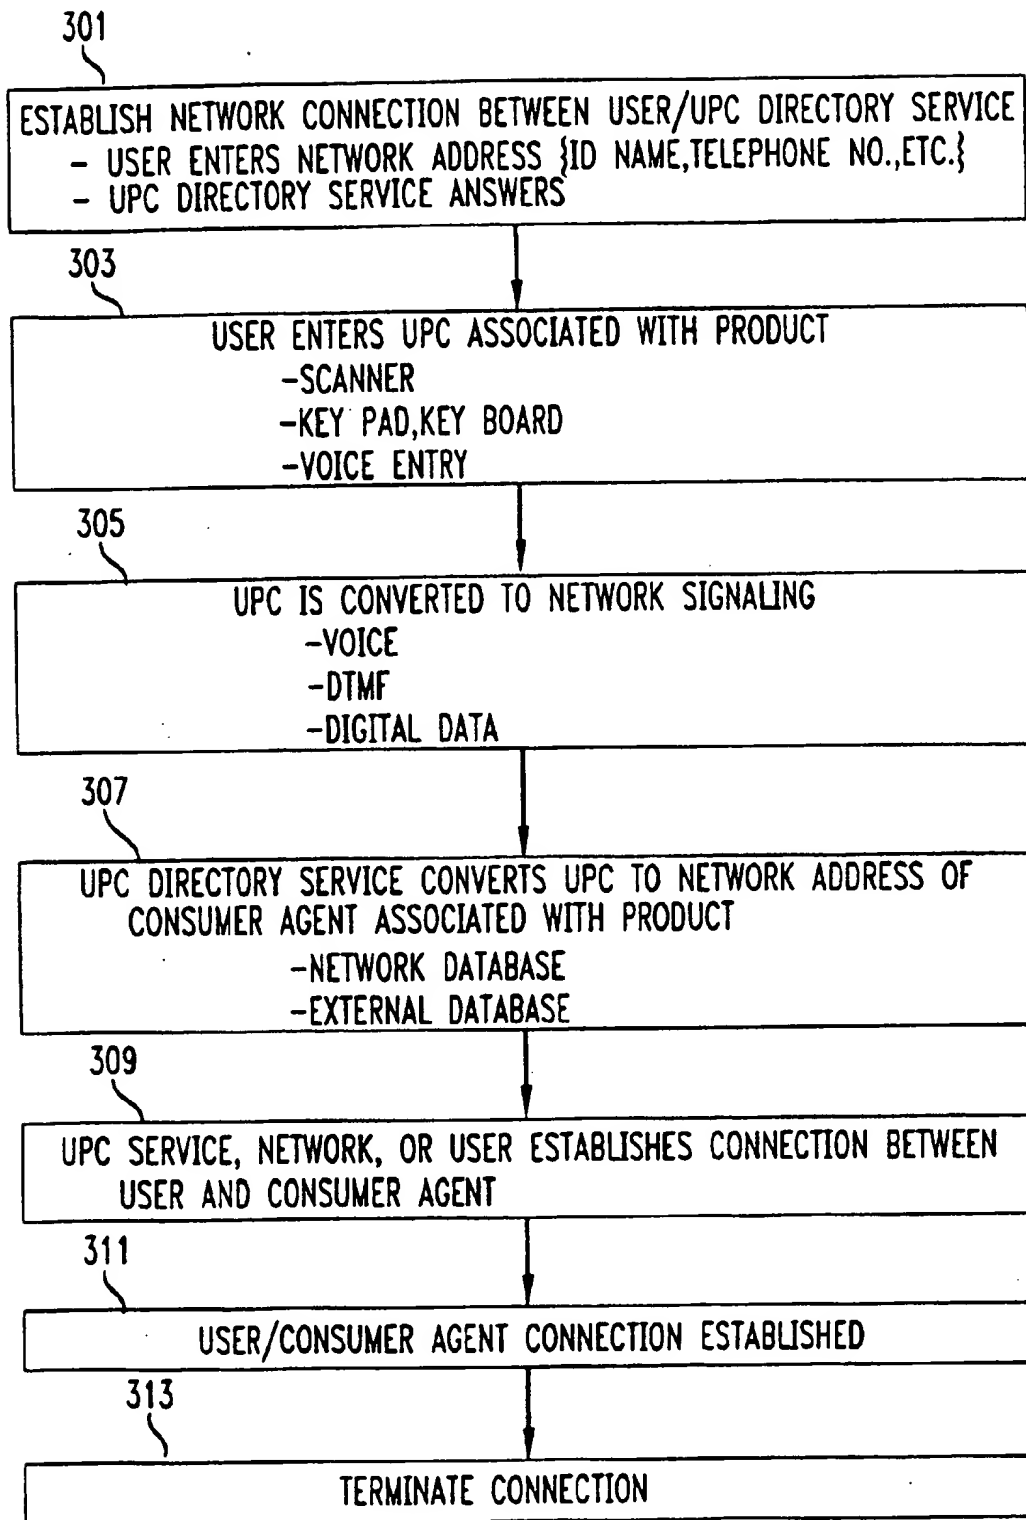 301
ESTABLISH NETWORK CONNECTION BETWEEN USER/UPC DIRECTORY SERVICE
- USER ENTERS NETWORK ADDRESS {ID NAME,TELEPHONE NO.,ETC.}
- UPC DIRECTORY SERVICE ANSWERS
303
USER ENTERS UPC ASSOCIATED WITH PRODUCT
-SCANNER
-KEY PAD,KEY BOARD
-VOICE ENTRY
305
UPC IS CONVERTED TO NETWORK SIGNALING
-VOICE
-DTMF
-DIGITAL DATA
307
UPC DIRECTORY SERVICE CONVERTS UPC TO NETWORK ADDRESS OF
CONSUMER AGENT ASSOCIATED WITH PRODUCT
-NETWORK DATABASE
-EXTERNAL DATABASE
309
UPC SERVICE, NETWORK, OR USER ESTABLISHES CONNECTION BETWEEN
USER AND CONSUMER AGENT
311
USER/CONSUMER AGENT CONNECTION ESTABLISHED
313
TERMINATE CONNECTION